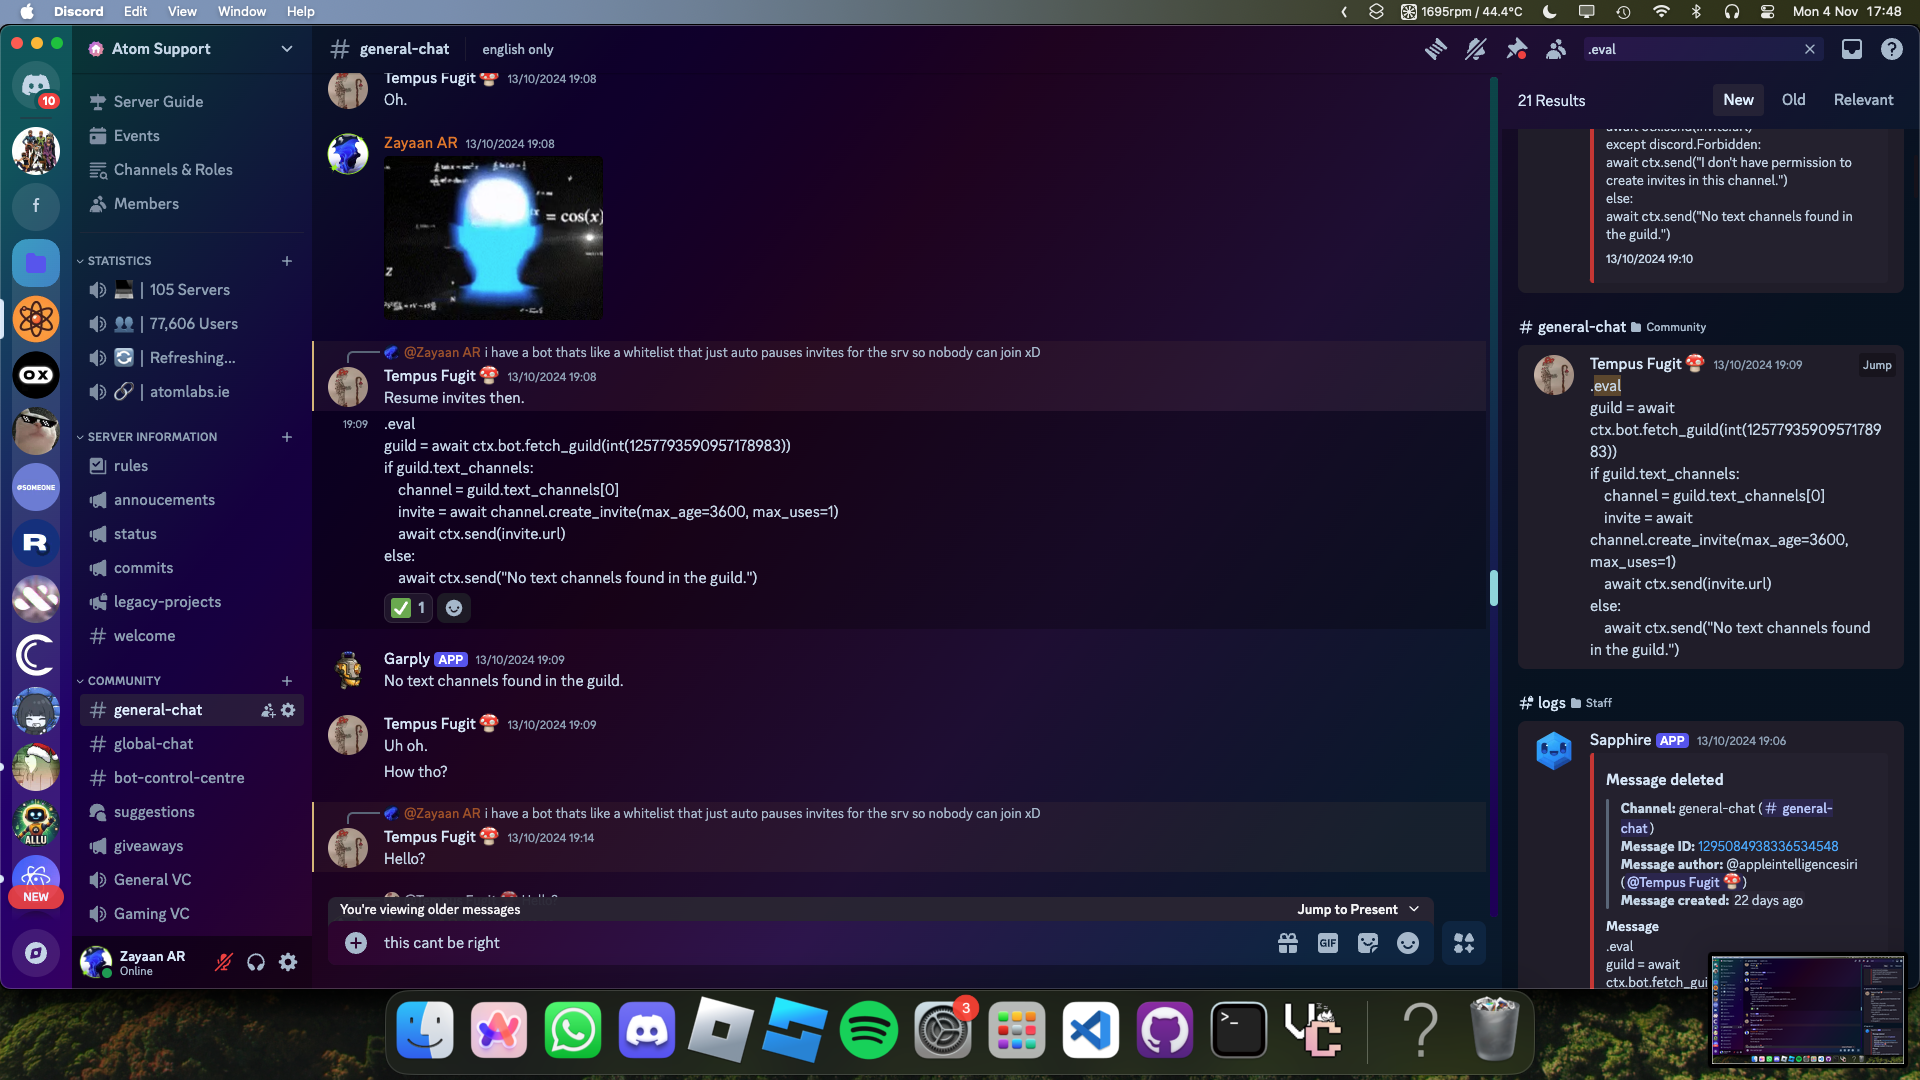 Discord Edit View Window Help
1695rpm / 44.4°C
Mon 4 Nov 17:48
10
f
OX
@SOMEONE
R
ALLU
NEW
Atom Support
Server Guide
Events
Channels & Roles
Members
STATISTICS
| 105 Servers
| 77,606 Users
| Refreshing...
| atomlabs.ie
SERVER INFORMATION
rules
annoucements
status
commits
legacy-projects
welcome
COMMUNITY
general-chat
global-chat
bot-control-centre
suggestions
giveaways
General VC
Gaming VC
Zayaan AR
Online
general-chat
english only
Tempus Fugit 13/10/2024 19:08
Oh.
Zayaan AR 13/10/2024 19:08
= cos(x)
@Zayaan AR i have a bot thats like a whitelist that just auto pauses invites for the srv so nobody can join xD
Tempus Fugit 13/10/2024 19:08
Resume invites then.
19:09 .eval
guild = await ctx.bot.fetch_guild(int(1257793590957178983))
if guild.text_channels:
channel = guild.text_channels[0]
invite = await channel.create_invite(max_age=3600, max_uses=1)
await ctx.send(invite.url)
else:
await ctx.send("No text channels found in the guild.")
1
Garply APP 13/10/2024 19:09
No text channels found in the guild.
Tempus Fugit 13/10/2024 19:09
Uh oh.
How tho?
@Zayaan AR i have a bot thats like a whitelist that just auto pauses invites for the srv so nobody can join xD
Tempus Fugit 13/10/2024 19:14
Hello?
You're viewing older messages
Jump to Present
this cant be right
GIF
.eval
21 Results
New
Old
Relevant
await ctx.send(invite.url)
except discord.Forbidden:
await ctx.send("I don't have permission to
create invites in this channel.")
else:
await ctx.send("No text channels found in
the guild.")
13/10/2024 19:10
general-chat Community
Tempus Fugit 13/10/2024 19:09
Jump
.eval
guild = await
ctx.bot.fetch_guild(int(12577935909571789
83))
if guild.text_channels:
channel = guild.text_channels[0]
invite = await
channel.create_invite(max_age=3600,
max_uses=1)
await ctx.send(invite.url)
else:
await ctx.send("No text channels found
in the guild.")
logs Staff
Sapphire APP 13/10/2024 19:06
Message deleted
Channel: general-chat (# general-
chat)
Message ID: 1295084938336534548
Message author: @appleintelligencesiri
(@Tempus Fugit )
Message created: 22 days ago
Message
.eval
guild = await
ctx.bot.fetch_gui
3
>_
VC
?